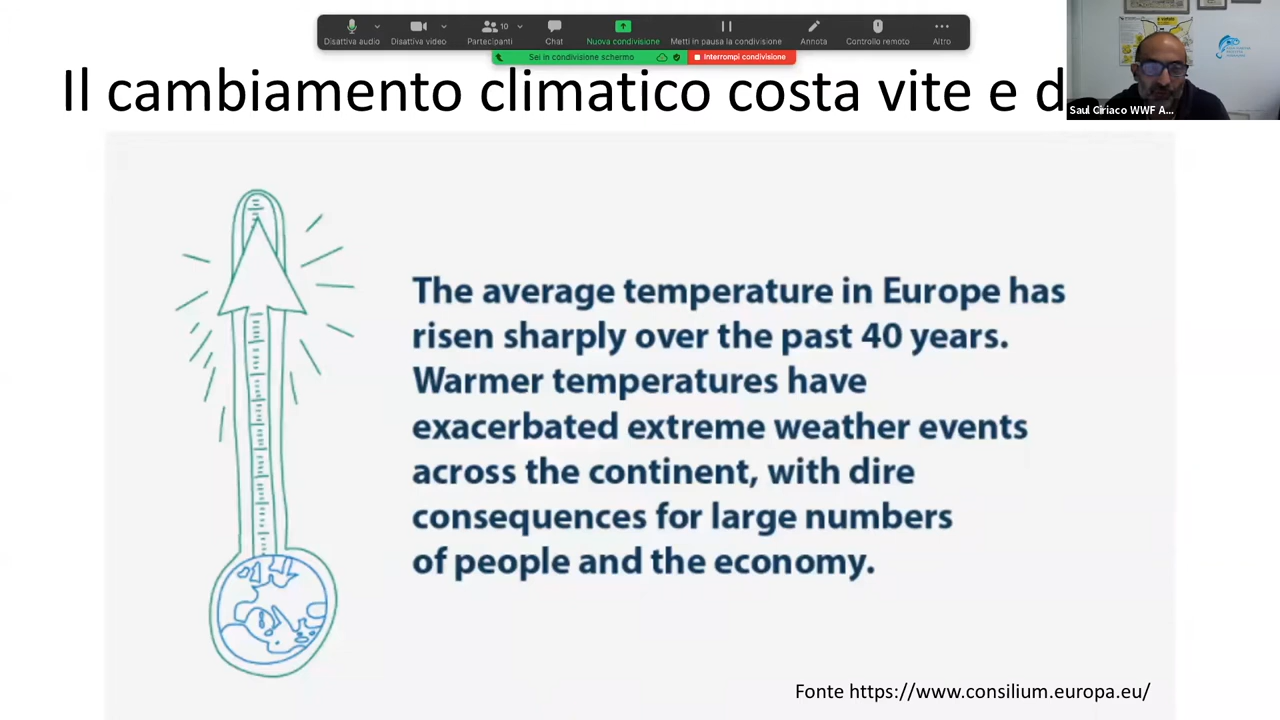 Disattiva audio
Disattiva video
Partecipanti
10
Chat
Nuova condivisione
Metti in pausa la condivisione
Annota
Controllo remoto
Altro
Sei in condivisione schermo
Interrompi condivisione
Il cambiamento climatico costa vite e d
Saul Ciriaco WWF A...
The average temperature in Europe has
risen sharply over the past 40 years.
Warmer temperatures have
exacerbated extreme weather events
across the continent, with dire
consequences for large numbers
of people and the economy.
Fonte https://www.consilium.europa.eu/